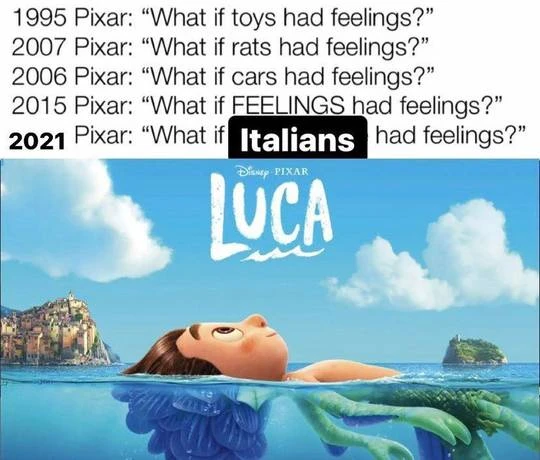 1995 Pixar: “What if toys had feelings?”
2007 Pixar: “What if rats had feelings?”
2006 Pixar: “What if cars had feelings?”
2015 Pixar: “What if FEELINGS had feelings?”
2021 Pixar: “What if Italians had feelings?”
Disney · PIXAR
LUCA